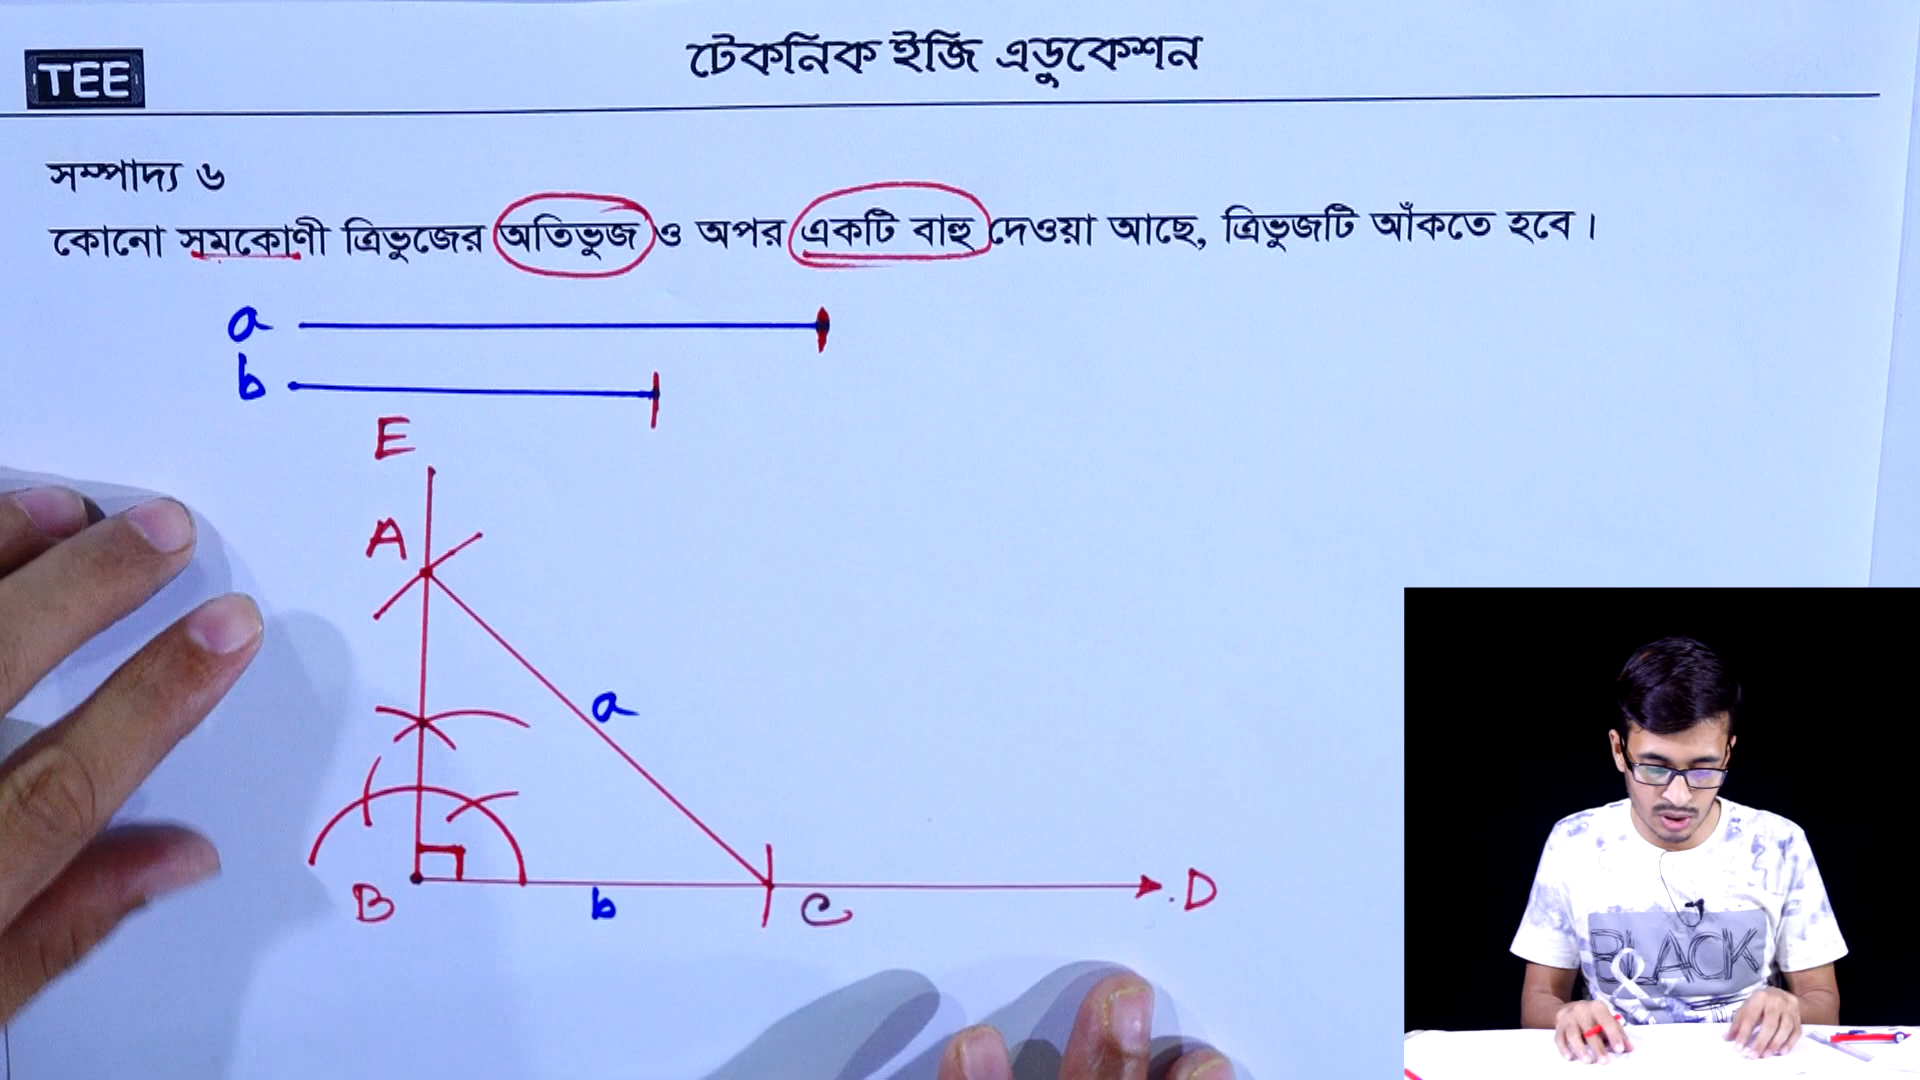 টেকনিক ইজি এডুকেশন
TEE
সম্পাদ্য ৬
কোনো সমকোণী ত্রিভুজের অতিভুজ ও অপর একটি বাহু দেওয়া আছে, ত্রিভুজটি আঁকতে হবে।
a
b
E
A
a
B
b
C
D
BLACK